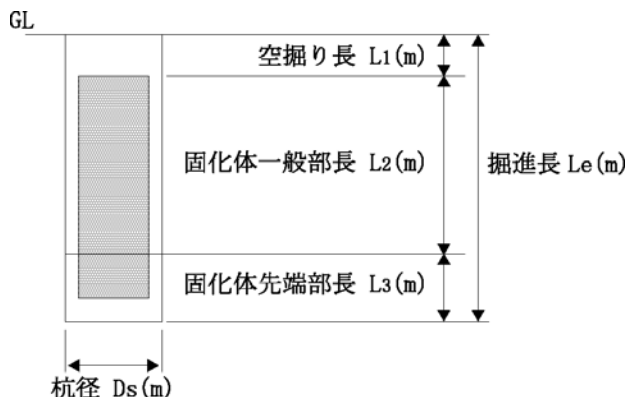 GL
空掘り長 L1(m)
固化体一般部長 L2(m)
掘進長 Le(m)
固化体先端部長 L3(m)
杭径 Ds(m)